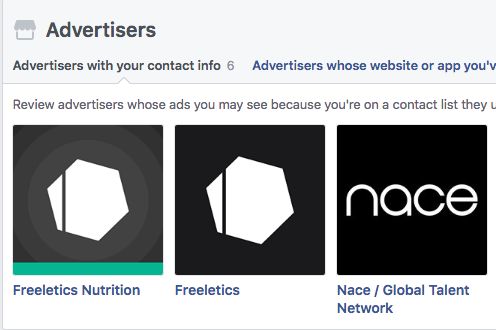 Advertisers
Advertisers with your contact info 6 Advertisers whose website or app you'v
Review advertisers whose ads you may see because you're on a contact list they u
nace
Freeletics Nutrition Freeletics Nace / Global Talent
Network